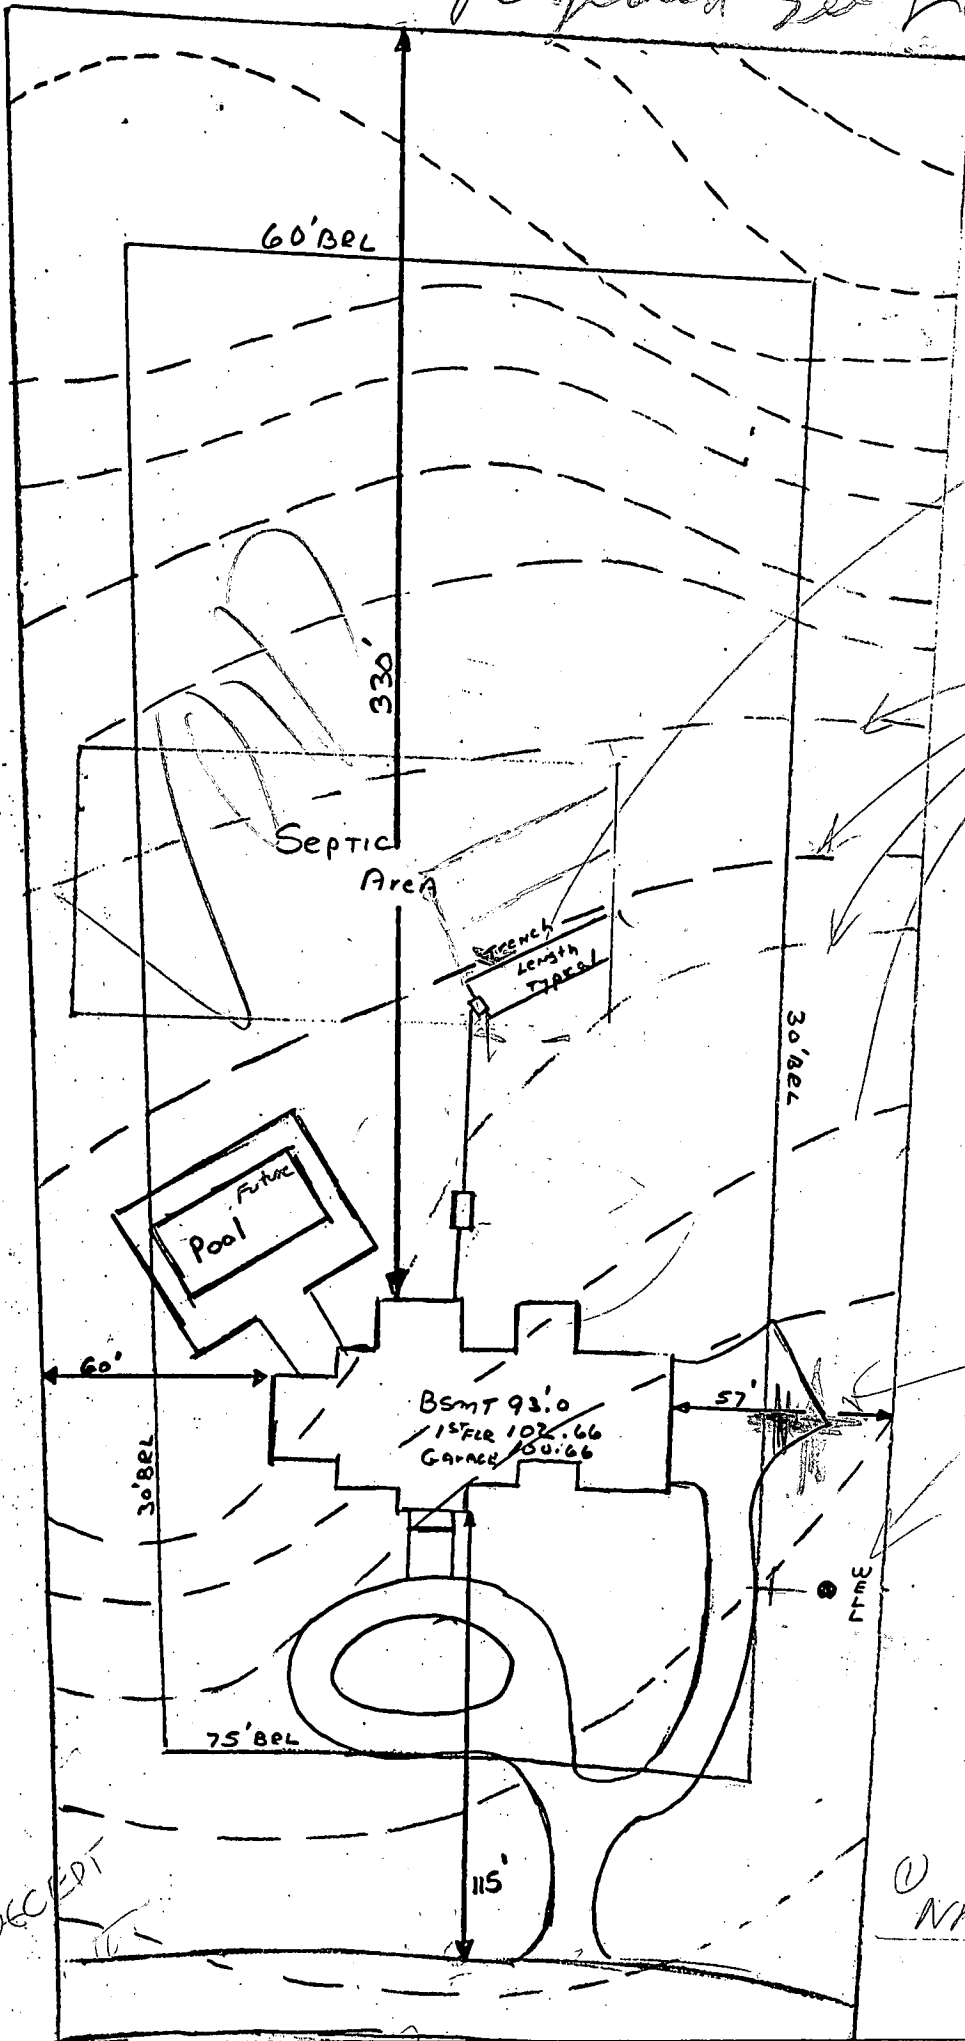 60' BRL
330'
SEPTIC
AreA
Trench
Length
Typical
30' BRL
Future
Pool
60'
BSMT 93.0
1ST FLR 102.66
GARAGE 100.66
57'
30' BRL
WELL
75' BRL
115'
①